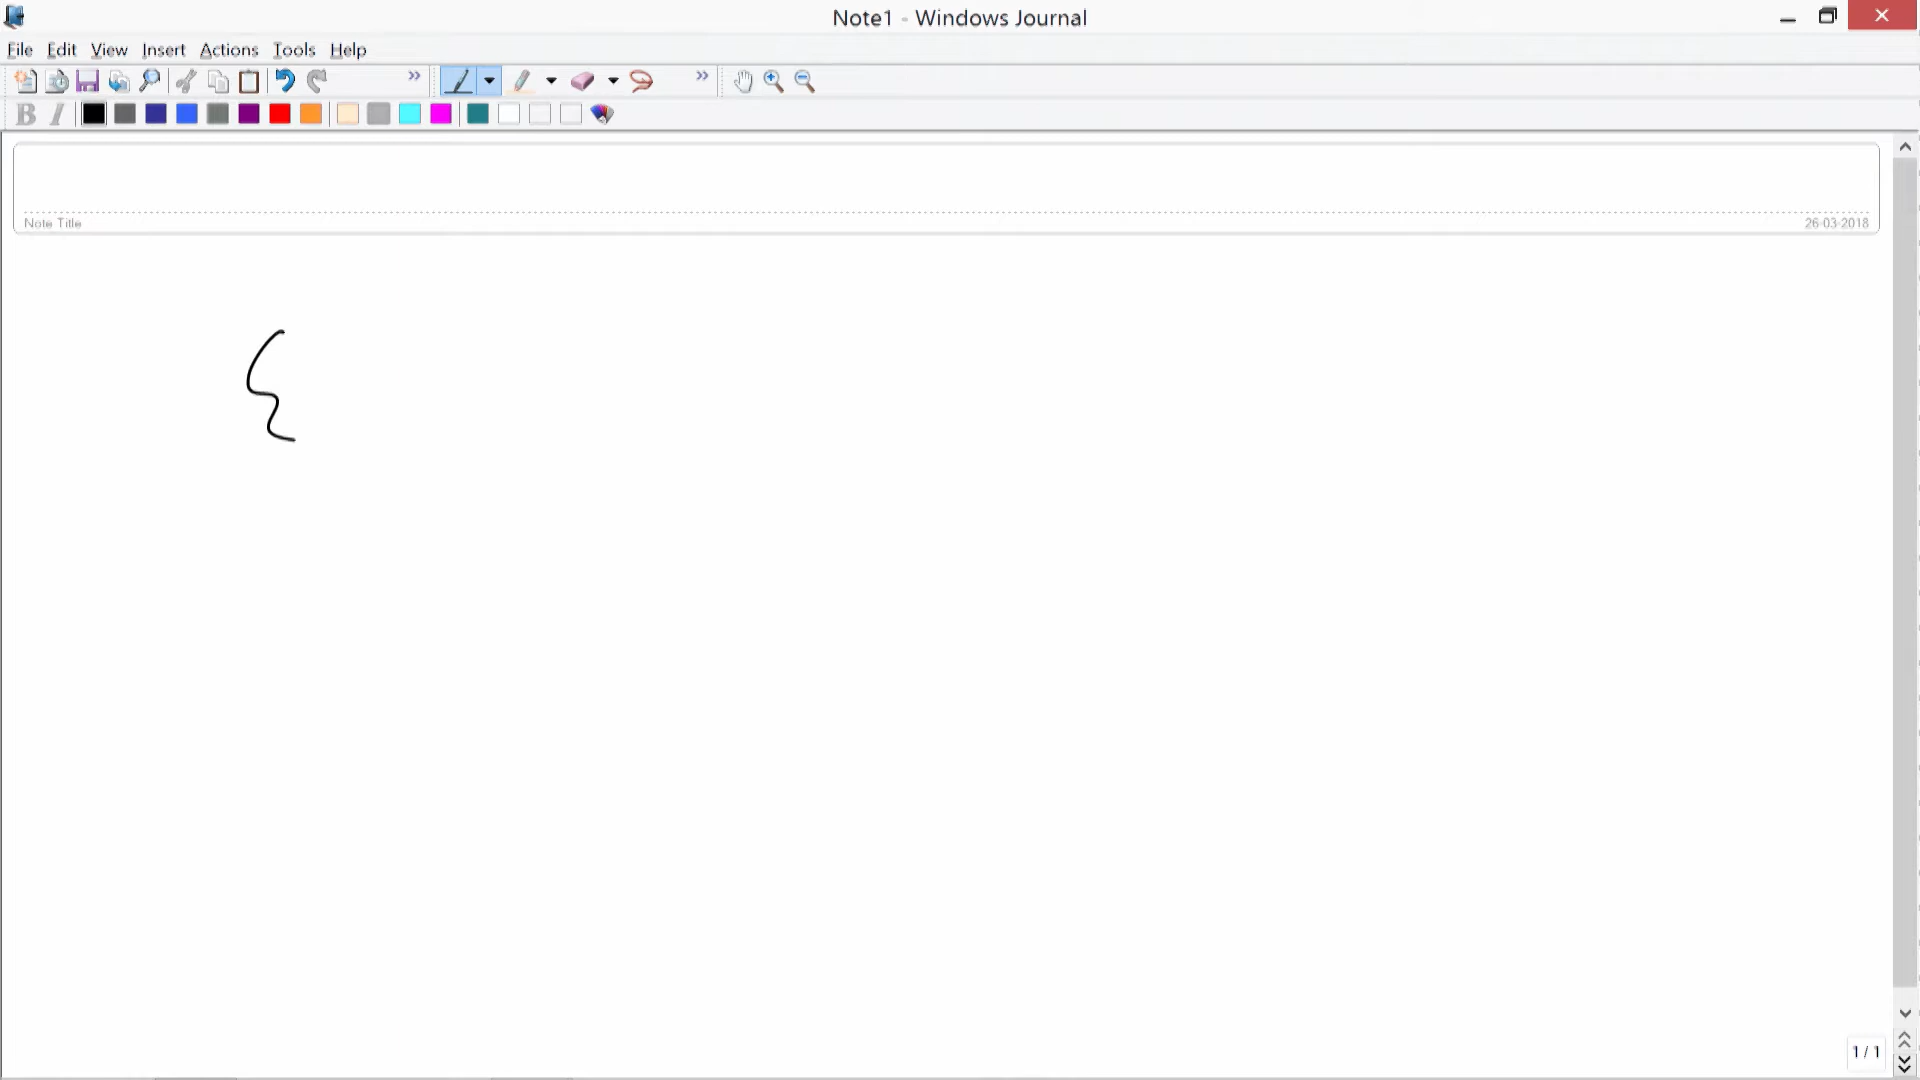 Note1 - Windows Journal
File Edit View Insert Actions Tools Help
B I
Note Title
26-03-2018
1 / 1